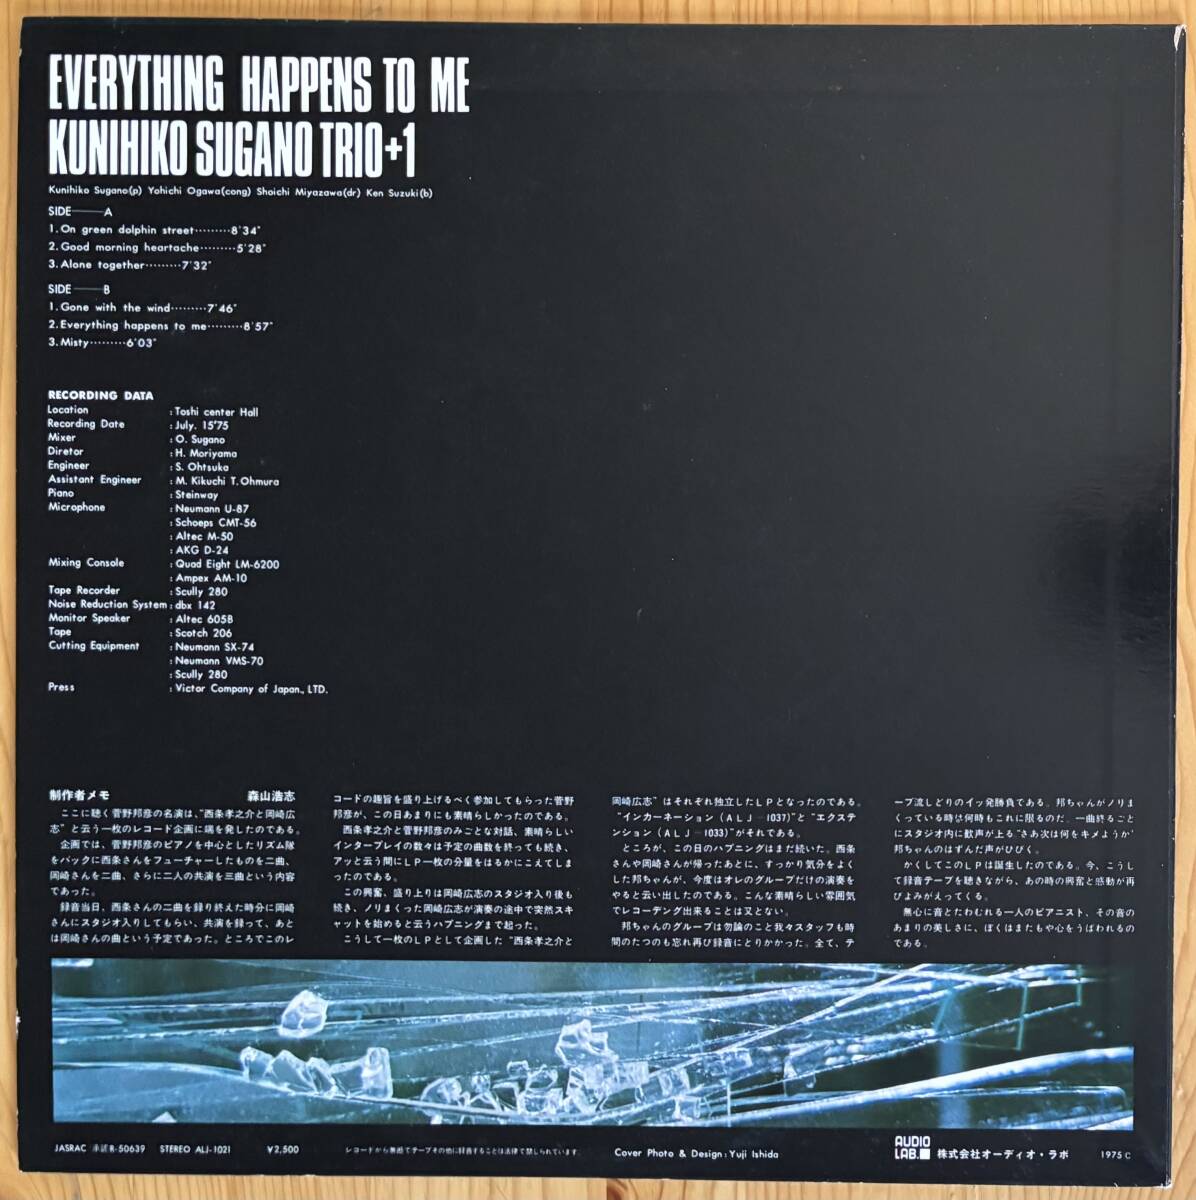 EVERYTHING HAPPENS TO ME
KUNIHIKO SUGANO TRIO+1
Kunihiko Sugano(p) Yohichi Ogawa(cong) Shoichi Miyazawa(dr) Ken Suzuki(b)
SIDE——A
1. On green dolphin street………8'34"
2. Good morning heartache………5'28"
3. Alone together………7'32"
SIDE——B
1. Gone with the wind………7'46"
2. Everything happens to me………8'57"
3. Misty………6'03"
RECORDING DATA
Location : Toshi center Hall
Recording Date : July. 15'75
Mixer : O. Sugano
Diretor : H. Moriyama
Engineer : S. Ohtsuka
Assistant Engineer : M. Kikuchi T. Ohmura
Piano : Steinway
Microphone : Neumann U-87
: Schoeps CMT-56
: Altec M-50
: AKG D-24
Mixing Console : Quad Eight LM-6200
: Ampex AM-10
Tape Recorder : Scully 280
Noise Reduction System : dbx 142
Monitor Speaker : Altec 605B
Tape : Scotch 206
Cutting Equipment : Neumann SX-74
: Neumann VMS-70
: Scully 280
Press : Victor Company of Japan., LTD.
制作者メモ 森山浩志
ここに聴く菅野邦彦の名演は、"西条孝之介と岡崎広
志"と云う一枚のレコード企画に端を発したのである。
企画では、菅野邦彦のピアノを中心としたリズム隊
をバックに西条さんをフューチャーしたものを二曲、
岡崎さんを二曲、さらに二人の共演を三曲という内容
であった。
録音当日、西条さんの二曲を録り終えた時分に岡崎
さんにスタジオ入りしてもらい、共演を録って、あと
は岡崎さんの曲という予定であった。ところでこのレ
コードの趣旨を盛り上げるべく参加してもらった菅野
邦彦が、この日あまりにも素晴らしかったのである。
西条孝之介と菅野邦彦のみごとな対話、素晴らしい
インタープレイの数々は予定の曲数を終っても続き、
アッと云う間にLP一枚の分量をはるかにこえてしま
ったのである。
この興奮、盛り上りは岡崎広志のスタジオ入り後も
続き、ノリまくった岡崎広志が演奏の途中で突然スキ
ャットを始めると云うハプニングまで起った。
こうして一枚のLPとして企画した"西条孝之介と
岡崎広志"はそれぞれ独立したLPとなったのである。
"インカーネーション(ALJ-1037)"と"エクステ
ンション(ALJ-1033)"がそれである。
ところが、この日のハプニングはまだ続いた。西条
さんや岡崎さんが帰ったあとに、すっかり気分をよく
した邦ちゃんが、今度はオレのグループだけの演奏を
やると云い出したのである。こんな素晴らしい雰囲気
でレコーデング出来ることは又とない。
邦ちゃんのグループは勿論のこと我々スタッフも時
間のたつのも忘れ再び録音にとりかかった。全て、テ
ープ流しどりのイッ発勝負である。邦ちゃんがノリま
くっている時は何時もこれに限るのだ。一曲終るごと
にスタジオ内に歓声が上る"さあ次は何をキメようか"
邦ちゃんのはずんだ声がひびく。
かくしてこのLPは誕生したのである。今、こうし
て録音テープを聴きながら、あの時の興奮と感動が再
びよみがえってくる。
無心に音とたわむれる一人のピアニスト、その音の
あまりの美しさに、ぼくはまたもや心をうばわれるの
である。
JASRAC 承認R-50639 STEREO ALJ-1021 ¥2,500 レコードから無断でテープその他に録音することは法律で禁じられています。 Cover Photo & Design : Yuji Ishida AUDIO LAB. 株式会社オーディオ・ラボ 1975 C